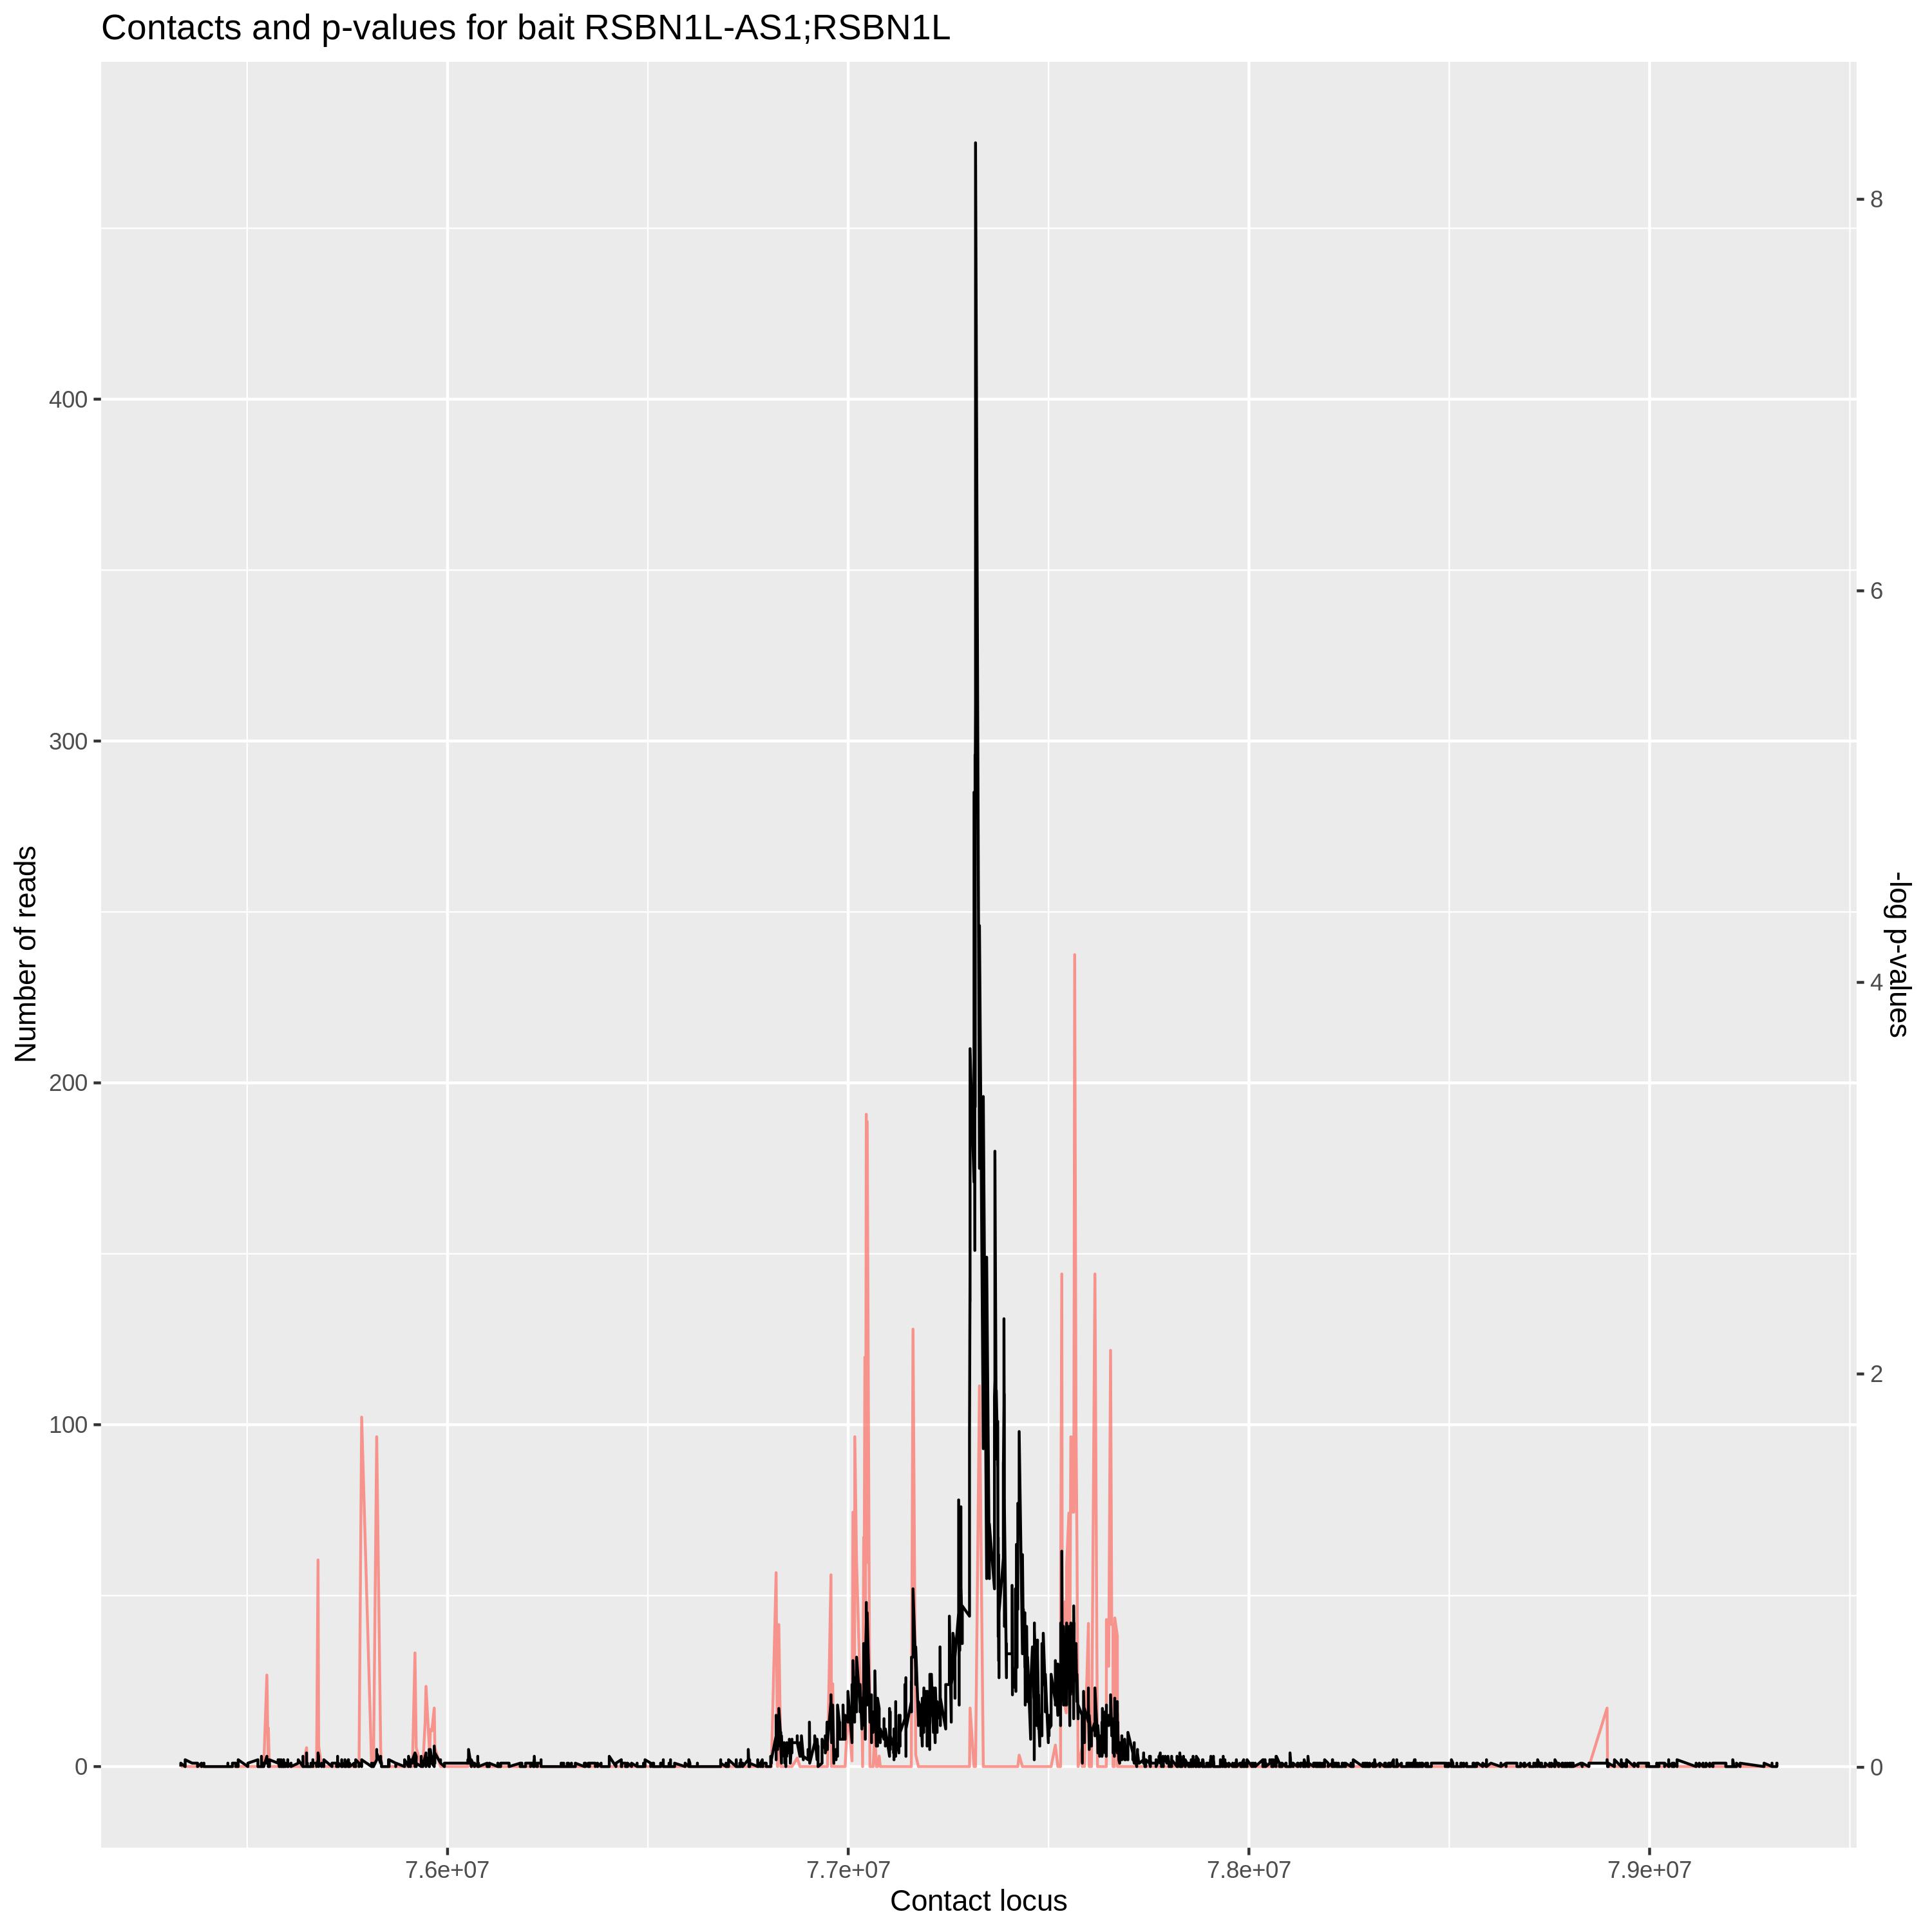 Contacts and p-values for bait RSBN1L-AS1;RSBN1L
Number of reads
400
300
200
100
0
8
6
4
2
0
-log p-values
7.6e+07
7.7e+07
7.8e+07
7.9e+07
Contact locus